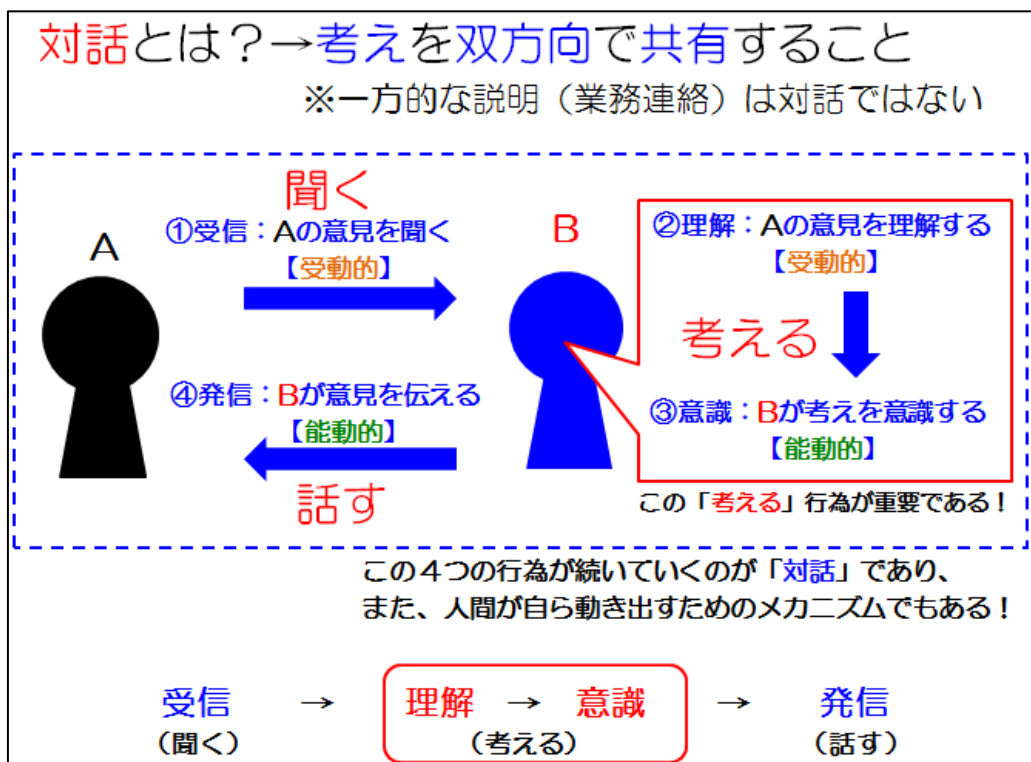 対話とは?→考えを双方向で共有すること
※一方的な説明(業務連絡)は対話ではない
聞く
A
①受信:Aの意見を聞く
【受動的】
B
②理解:Aの意見を理解する
【受動的】
考える
④発信:Bが意見を伝える
【能動的】
③意識:Bが考えを意識する
【能動的】
話す
この「考える」行為が重要である!
この4つの行為が続いていくのが「対話」であり、
また、人間が自ら動き出すためのメカニズムでもある!
受信 → 理解 → 意識 → 発信
(聞く) (考える) (話す)